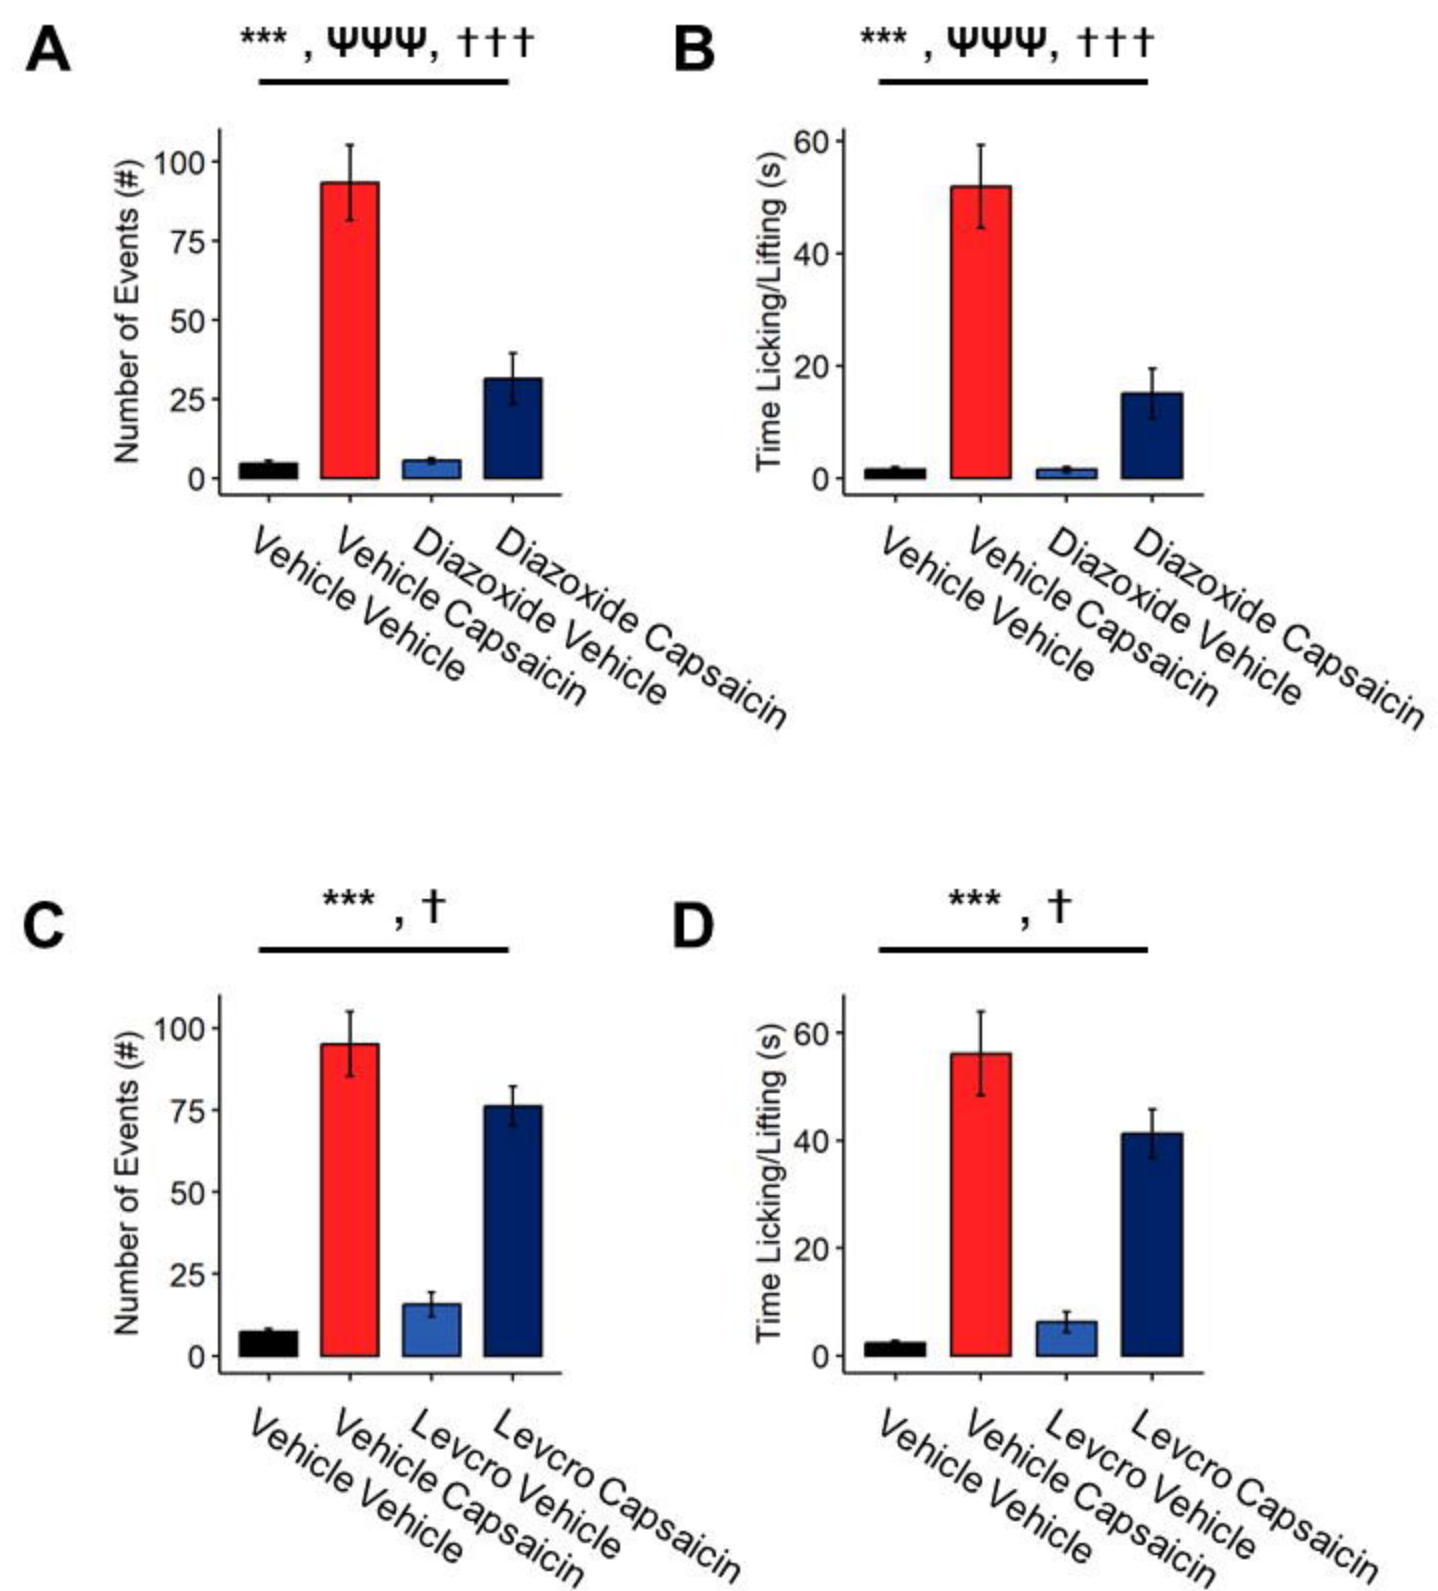 A
*** , ΨΨΨ, †††
Number of Events (#)
100
75
50
25
0
Vehicle Vehicle
Vehicle Capsaicin
Diazoxide Vehicle
Diazoxide Capsaicin
B
*** , ΨΨΨ, †††
Time Licking/Lifting (s)
60
40
20
0
Vehicle Vehicle
Vehicle Capsaicin
Diazoxide Vehicle
Diazoxide Capsaicin
C
*** , †
Number of Events (#)
100
75
50
25
0
Vehicle Vehicle
Vehicle Capsaicin
Levcro Vehicle
Levcro Capsaicin
D
*** , †
Time Licking/Lifting (s)
60
40
20
0
Vehicle Vehicle
Vehicle Capsaicin
Levcro Vehicle
Levcro Capsaicin